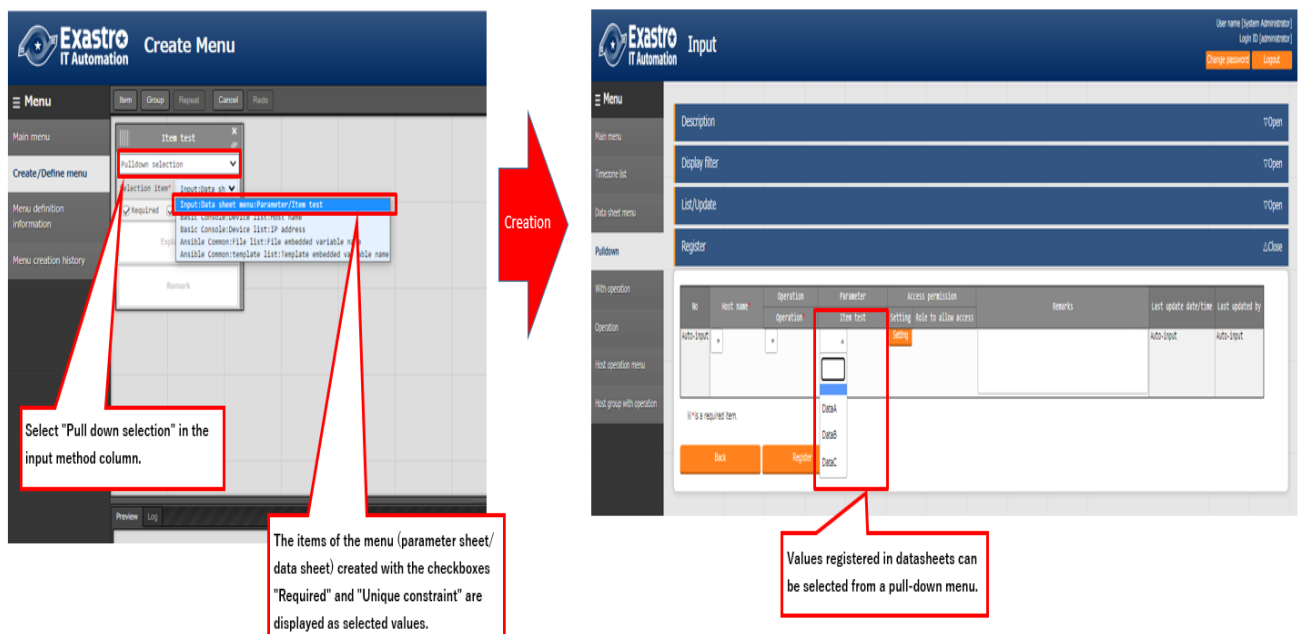 Exastro
IT Automation
Create Menu
Menu
Main menu
Create/Define menu
Menu definition
information
Menu creation history
Item
Group
Repeat
Cancel
Redo
Item test
X
Pulldown selection
Selection item*
Input:Data sh
Required
Input:Data sheet menu:Parameter/Item test
Basic Console:Device list:Host name
Basic Console:Device list:IP address
Ansible Common:File list:File embedded variable name
Ansible Common:template list:Template embedded variable name
Remark
Select "Pull down selection" in the
input method column.
Preview
Log
The items of the menu (parameter sheet/
data sheet) created with the checkboxes
"Required" and "Unique constraint" are
displayed as selected values.
Creation
Exastro
IT Automation
Input
User name [System Administrator]
Login ID [administrator]
Change password
Logout
Menu
Main menu
Timezone list
Data sheet menu
Pulldown
With operation
Operation
Host operation menu
Host group with operation
Description
▽Open
Display filter
▽Open
List/Update
▽Open
Register
△Close
No
Host name*
Operation
Operation*
Parameter
Item test
Access permission
Setting
Role to allow access
Remarks
Last update date/time
Last updated by
Auto-input
Setting
Auto-input
Auto-input
DataA
DataB
DataC
※*is a required item.
Back
Register
Values registered in datasheets can
be selected from a pull-down menu.